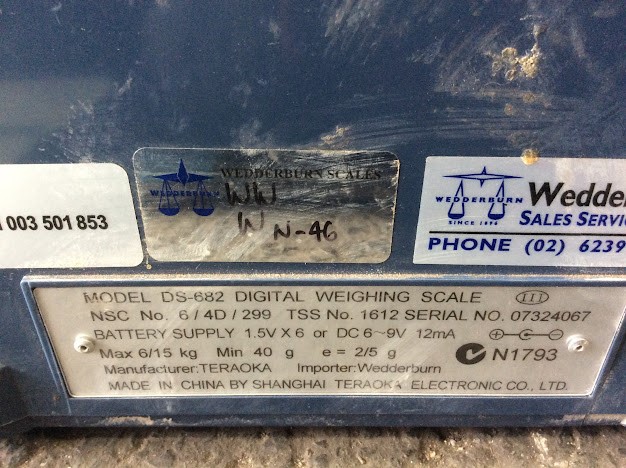 003 501 853
WEDDERBURN SCALES
WEDDERBURN
WW
W N-46
WEDDERBURN
SINCE 1896
SALES SERVI
PHONE (02) 6239
MODEL DS-682 DIGITAL WEIGHING SCALE III
NSC No. 6/4D/299 TSS No. 1612 SERIAL NO. 07324067
BATTERY SUPPLY 1.5V X 6 or DC 6~9V 12mA
Max 6/15 kg Min 40 g e = 2/5 g
N1793
Manufacturer:TERAOKA Importer:Wedderburn
MADE IN CHINA BY SHANGHAI TERAOKA ELECTRONIC CO., LTD.